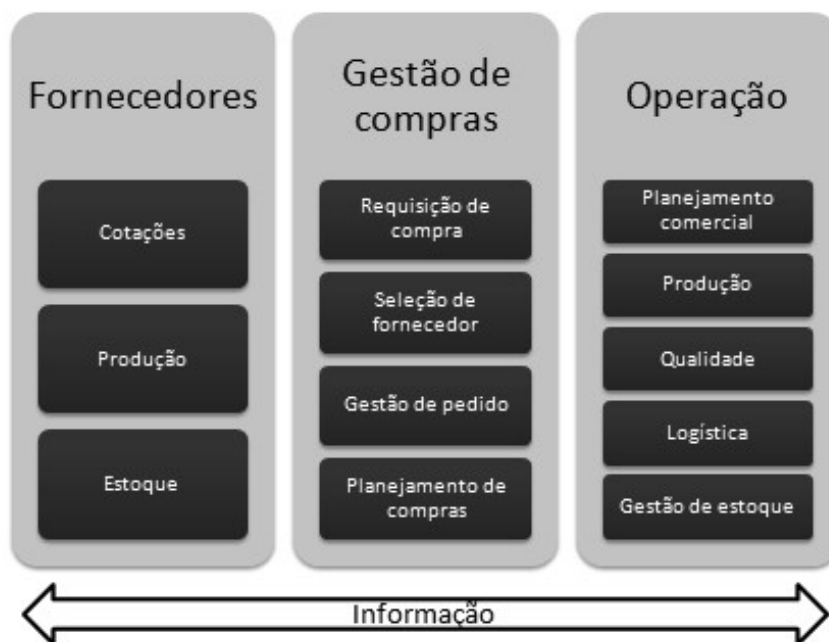 Fornecedores
Cotações
Produção
Estoque
Gestão de
compras
Requisição de
compra
Seleção de
fornecedor
Gestão de pedido
Planejamento de
compras
Operação
Planejamento
comercial
Produção
Qualidade
Logística
Gestão de estoque
Informação